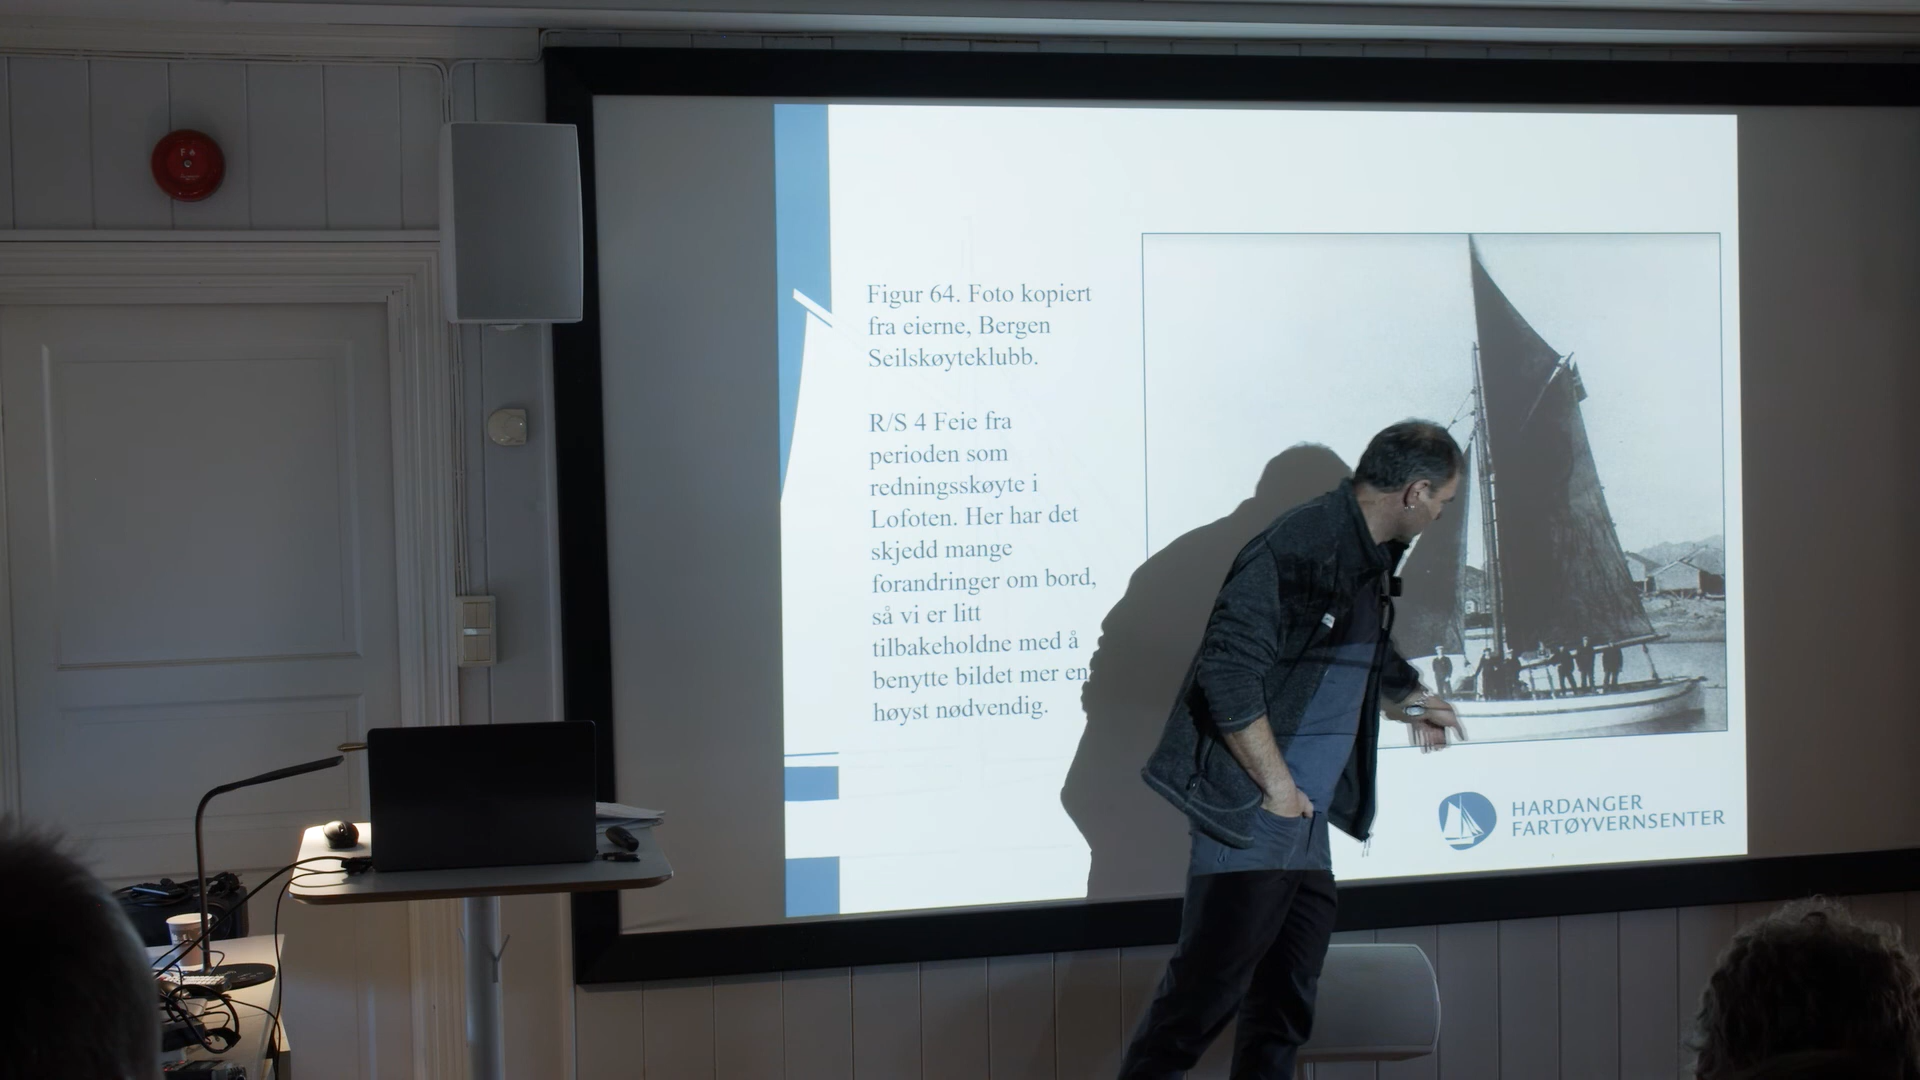 Figur 64. Foto kopiert
fra eierne, Bergen
Seilskøyteklubb.
R/S 4 Feie fra
perioden som
redningsskøyte i
Lofoten. Her har det
skjedd mange
forandringer om bord,
så vi er litt
tilbakeholdne med å
benytte bildet mer en
høyst nødvendig.
HARDANGER
FARTØYVERNSENTER